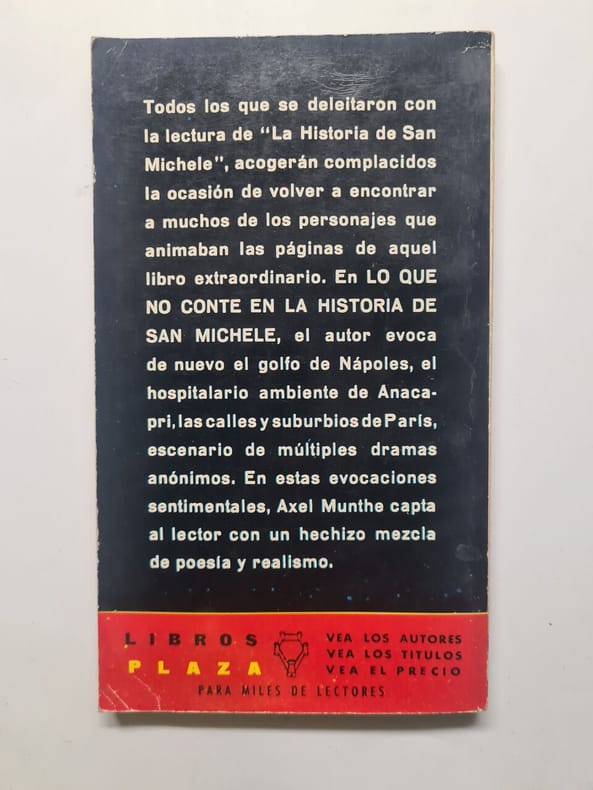 Todos los que se deleitaron con
la lectura de "La Historia de San
Michele", acogerán complacidos
la ocasión de volver a encontrar
a muchos de los personajes que
animaban las páginas de aquel
libro extraordinario. En LO QUE
NO CONTE EN LA HISTORIA DE
SAN MICHELE, el autor evoca
de nuevo el golfo de Nápoles, el
hospitalario ambiente de Anaca-
pri, las calles y suburbios de París,
escenario de múltiples dramas
anónimos. En estas evocaciones
sentimentales, Axel Munthe capta
al lector con un hechizo mezcla
de poesía y realismo.
LIBROS
PLAZA
VEA LOS AUTORES
VEA LOS TITULOS
VEA EL PRECIO
PARA MILES DE LECTORES